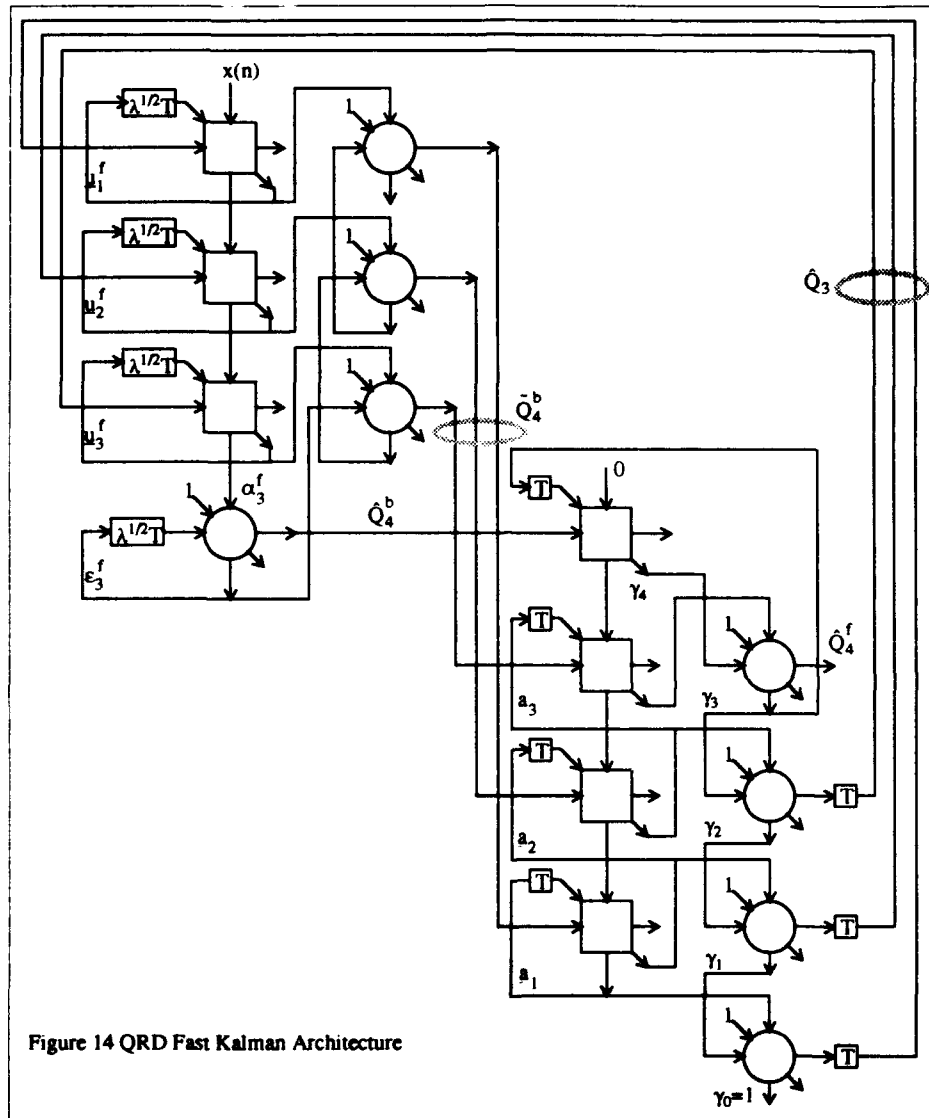 x(n)
λ^{1/2}T
1
u_1^f
λ^{1/2}T
1
Q̂_3
u_2^f
λ^{1/2}T
1
u_3^f
Q̄_4^b
α_3^f
0
T
1
Q̂_4^b
λ^{1/2}T
ε_3^f
γ_4
T
1
Q̂_4^f
a_3
γ_3
T
1
T
a_2
γ_2
T
1
T
a_1
γ_1
1
T
γ_0=1
Figure 14 QRD Fast Kalman Architecture